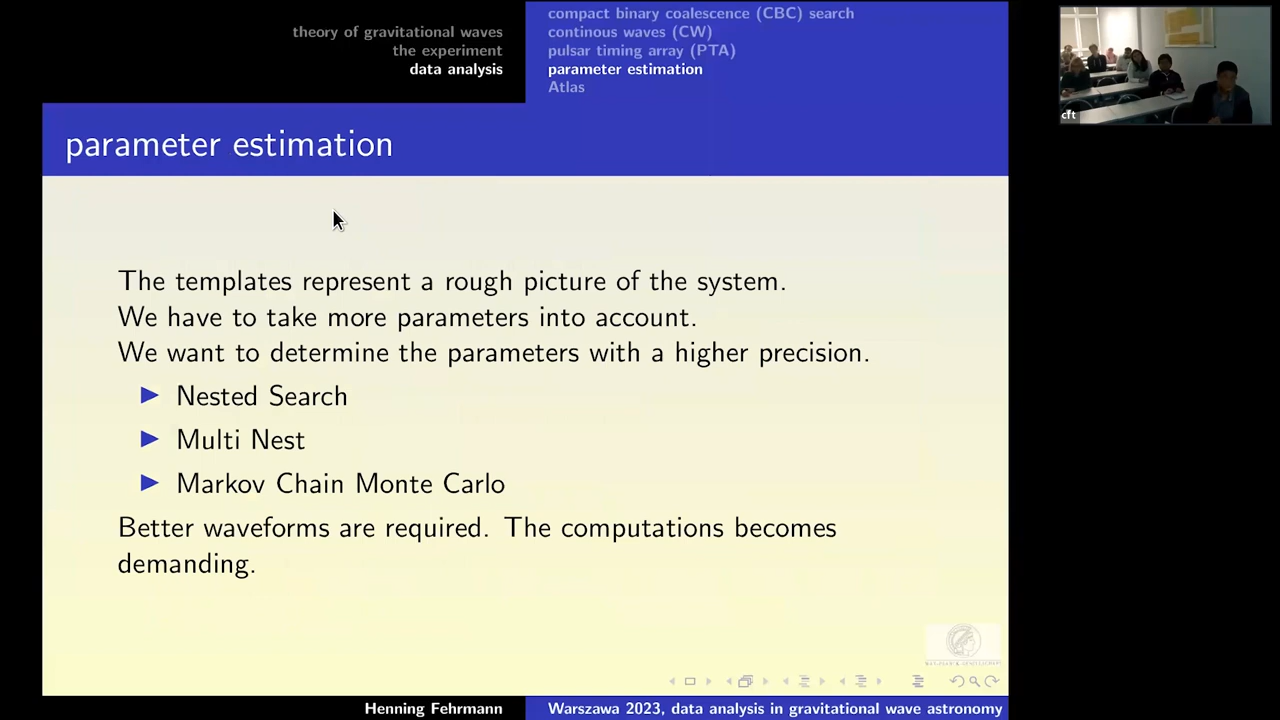 theory of gravitational waves
the experiment
data analysis
compact binary coalescence (CBC) search
continous waves (CW)
pulsar timing array (PTA)
parameter estimation
Atlas
cft
parameter estimation
The templates represent a rough picture of the system.
We have to take more parameters into account.
We want to determine the parameters with a higher precision.
Nested Search
Multi Nest
Markov Chain Monte Carlo
Better waveforms are required. The computations becomes
demanding.
Henning Fehrmann
Warszawa 2023, data analysis in gravitational wave astronomy